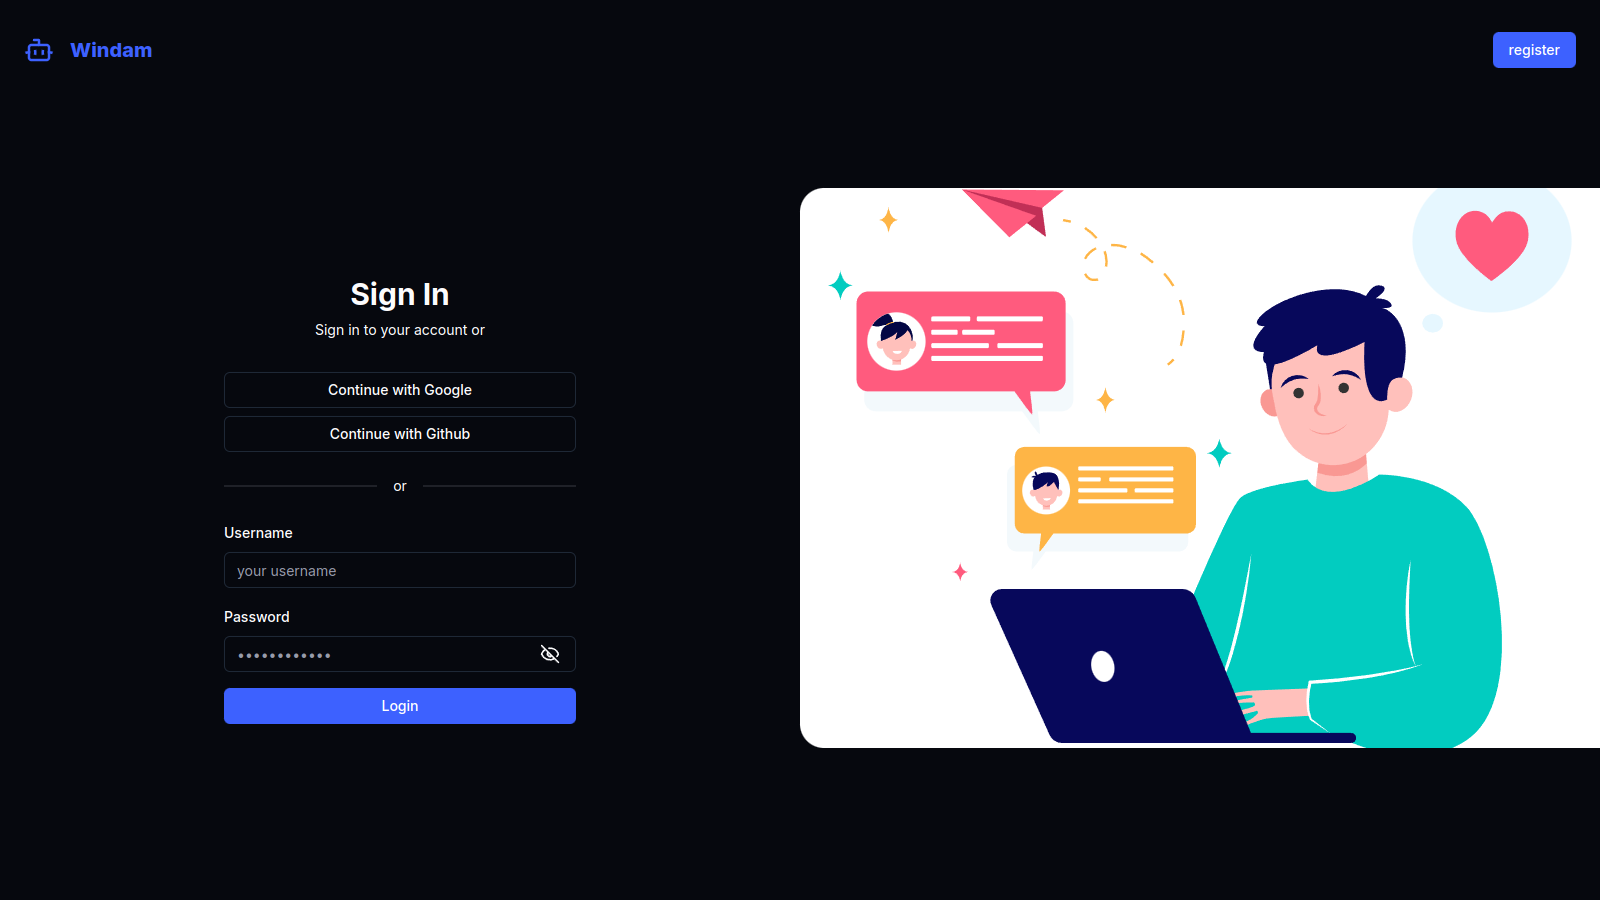 Windam
register
Sign In
Sign in to your account or
Continue with Google
Continue with Github
or
Username
your username
Password
••••••••••••
Login